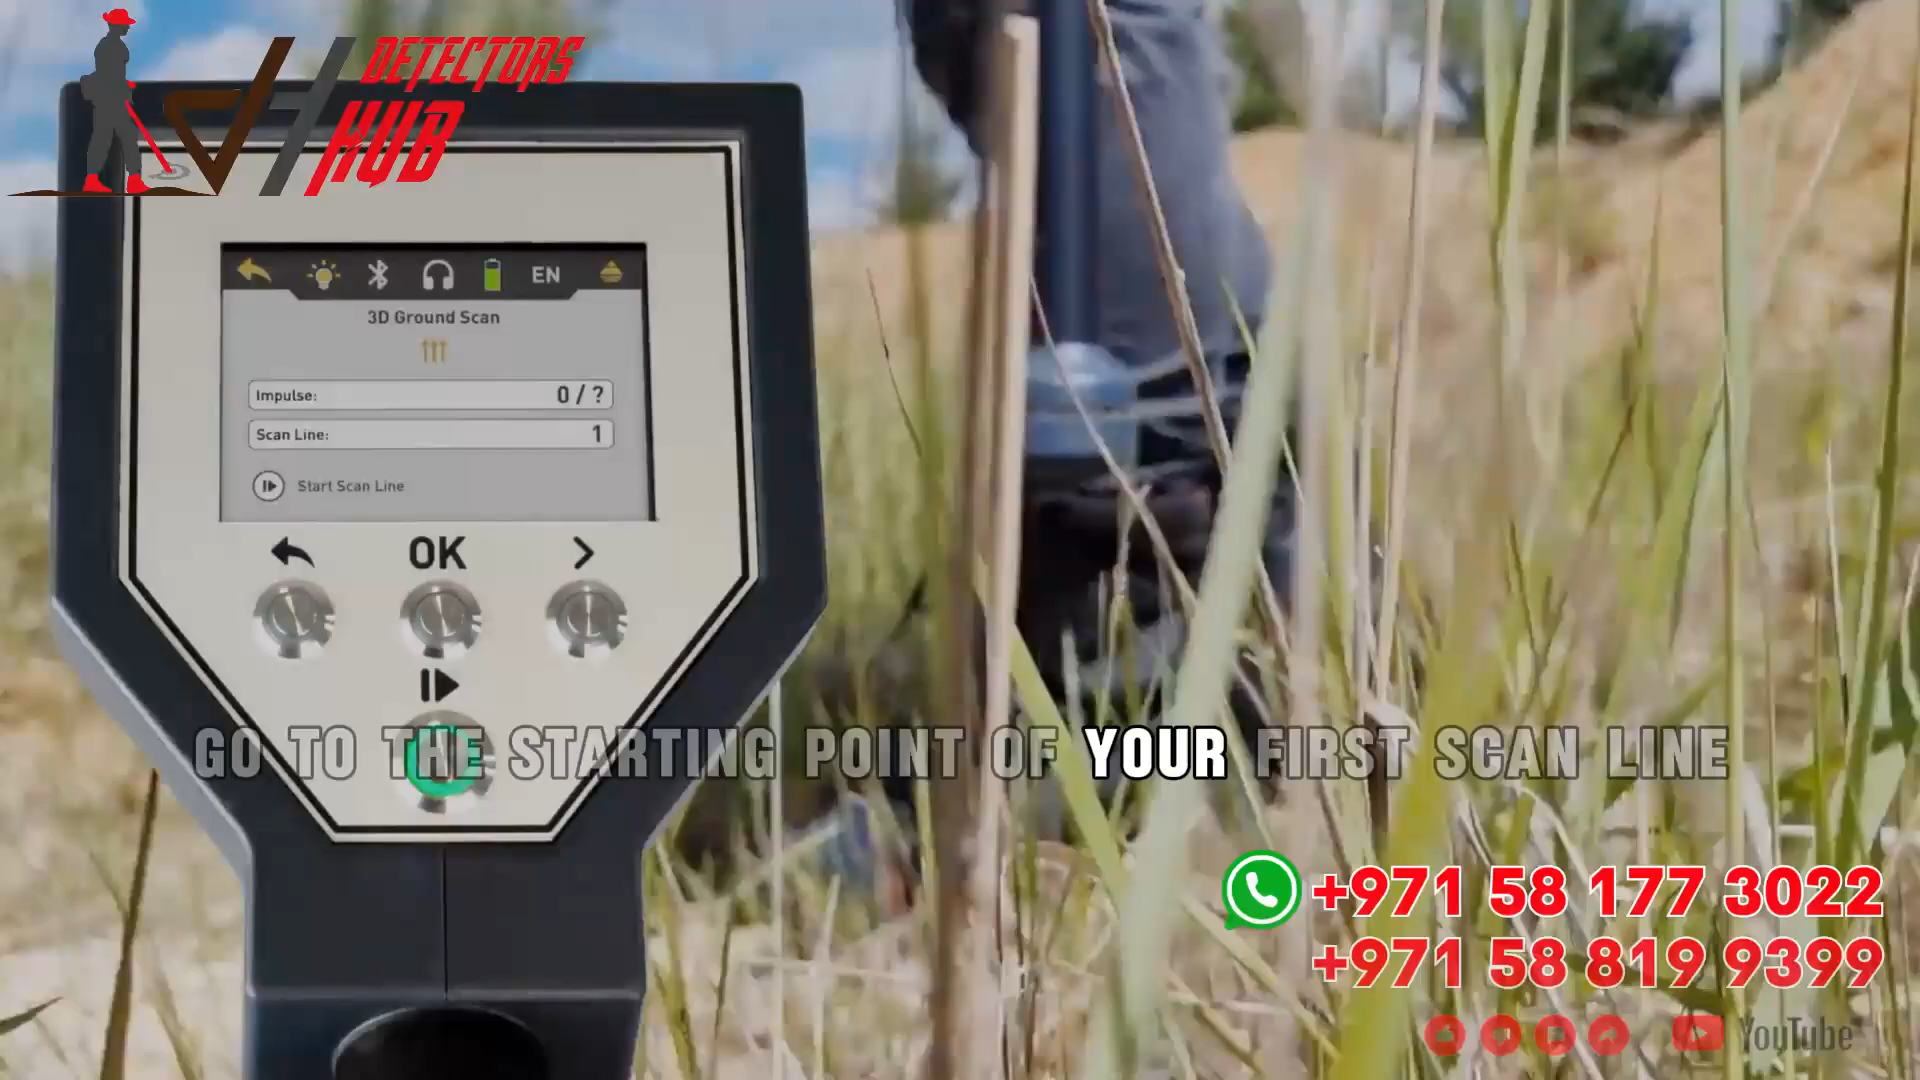 DETECTORS
HUB
EN
3D Ground Scan
Impulse: 0 / ?
Scan Line: 1
Start Scan Line
OK
GO TO THE STARTING POINT OF YOUR FIRST SCAN LINE
+971 58 177 3022
+971 58 819 9399
YouTube